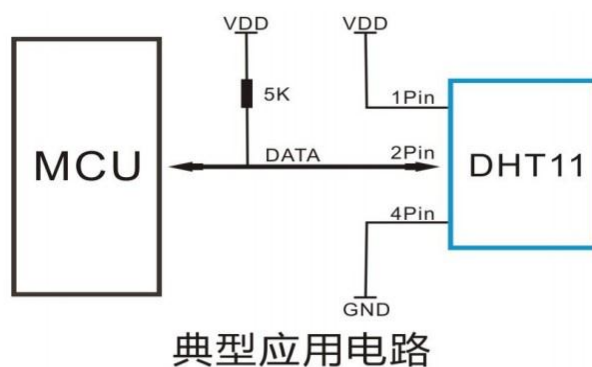 VDD
VDD
5K
1Pin
MCU
DATA
2Pin
DHT11
4Pin
GND
典型应用电路